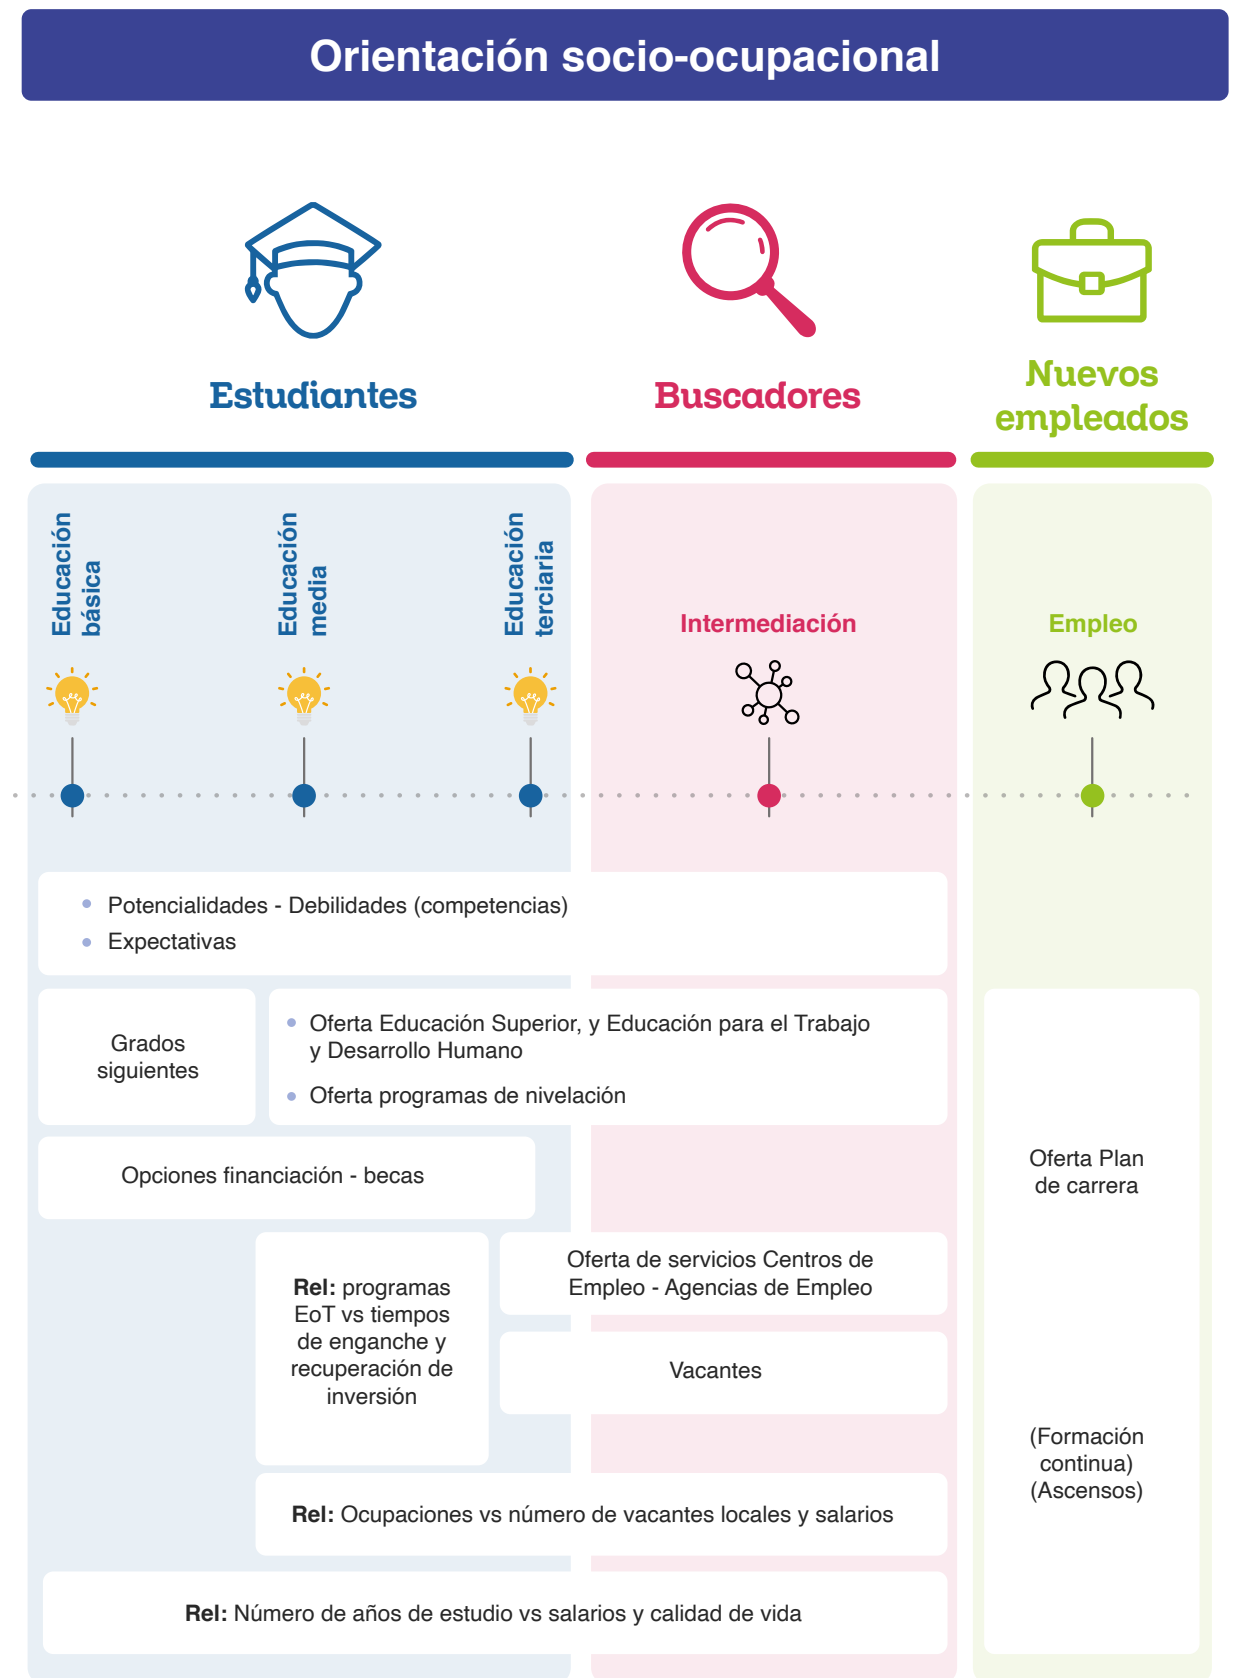 Orientación socio-ocupacional
Estudiantes
Buscadores
Nuevos
empleados
Educación
básica
Educación
media
Educación
terciaria
Intermediación
Empleo
Potencialidades - Debilidades (competencias)
Expectativas
Grados
siguientes
Oferta Educación Superior, y Educación para el Trabajo
y Desarrollo Humano
Oferta programas de nivelación
Opciones financiación - becas
Oferta Plan
de carrera
Rel: programas
EoT vs tiempos
de enganche y
recuperación de
inversión
Oferta de servicios Centros de
Empleo - Agencias de Empleo
Vacantes
(Formación
continua)
(Ascensos)
Rel: Ocupaciones vs número de vacantes locales y salarios
Rel: Número de años de estudio vs salarios y calidad de vida